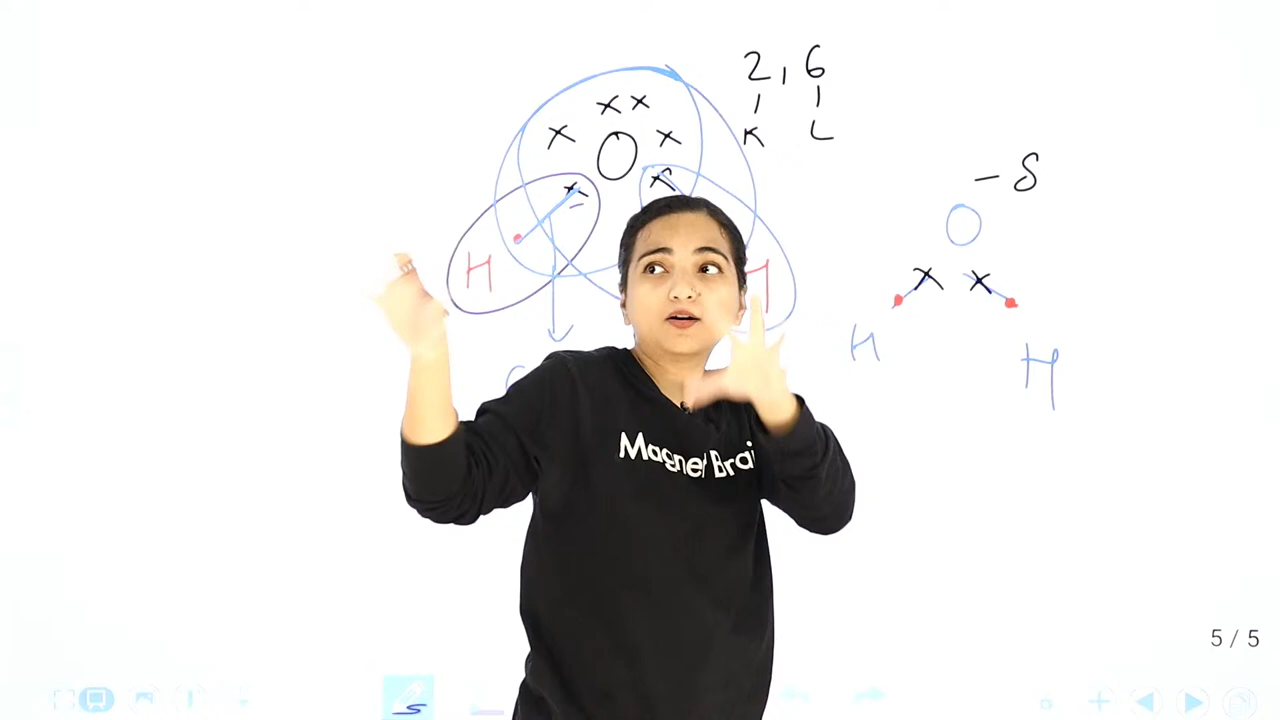 2, 6
K L
x x
x x
O
x x
H H
- δ
O
x x
H H
Magnet Brai
5 / 5